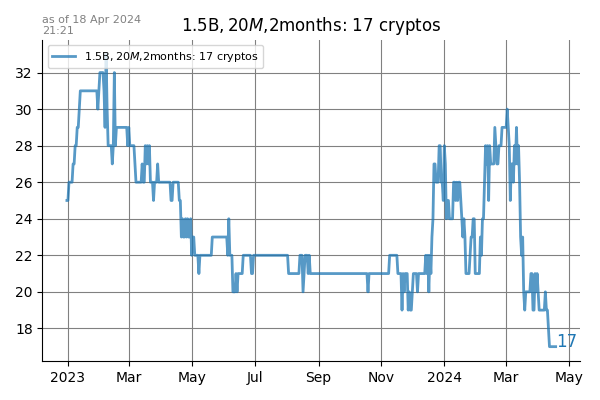 as of 18 Apr 2024
21:21
1.5B, 20M,2months: 17 cryptos
1.5B, 20M,2months: 17 cryptos
32
30
28
26
24
22
20
18
17
2023
Mar
May
Jul
Sep
Nov
2024
Mar
May